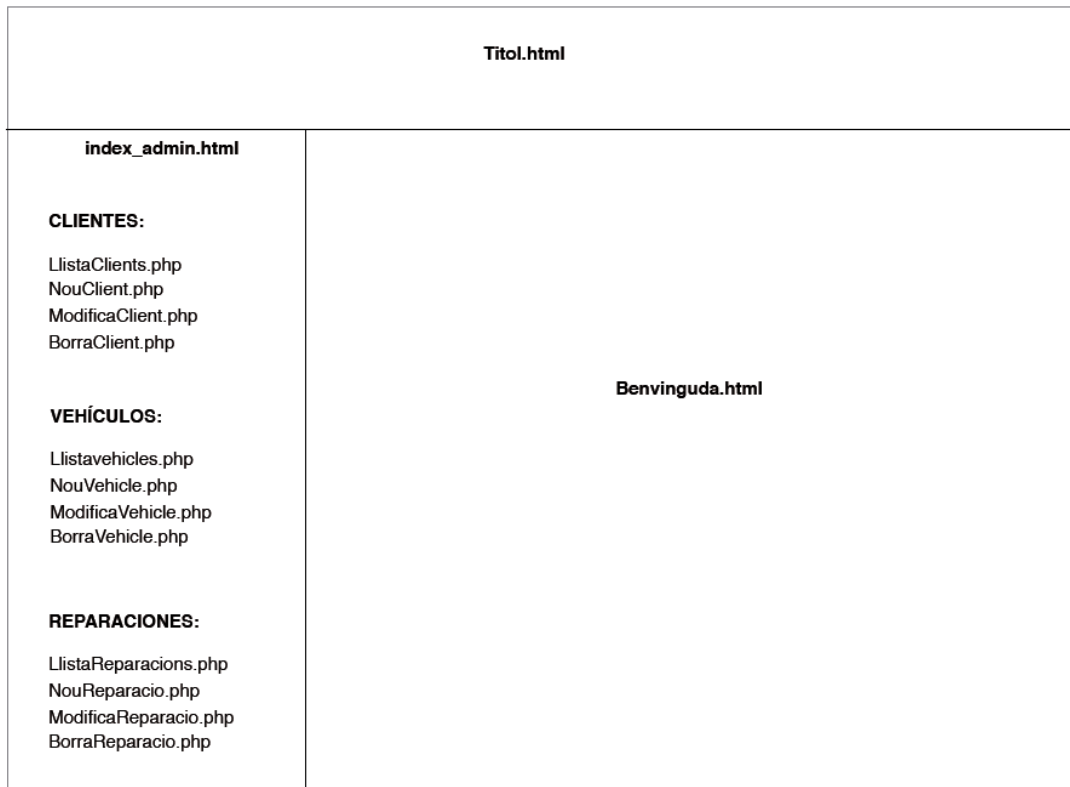 Titol.html
index_admin.html
CLIENTES:
LlistaClients.php
NouClient.php
ModificaClient.php
BorraClient.php
VEHÍCULOS:
Llistavehicles.php
NouVehicle.php
ModificaVehicle.php
BorraVehicle.php
REPARACIONES:
LlistaReparacions.php
NouReparacio.php
ModificaReparacio.php
BorraReparacio.php
Benvinguda.html